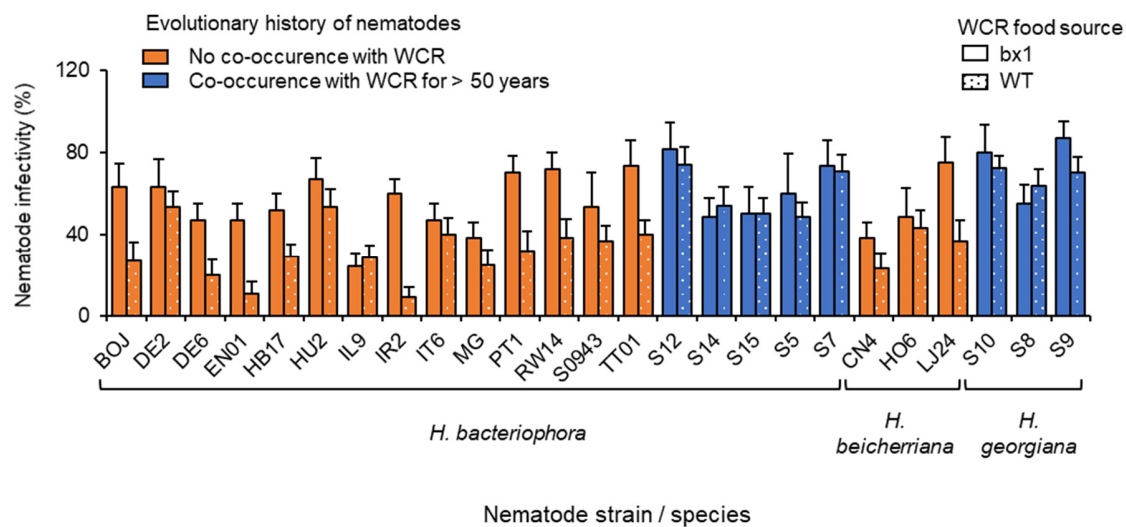 Evolutionary history of nematodes
No co-occurence with WCR
Co-occurence with WCR for > 50 years
WCR food source
bx1
WT
Nematode infectivity (%)
120
80
40
0
BOJ DE2 DE6 EN01 HB17 HU2 IL9 IR2 IT6 MG PT1 RW14 S0943 TT01 S12 S14 S15 S5 S7 CN4 HO6 LJ24 S10 S8 S9
H. bacteriophora
H. beicherriana
H. georgiana
Nematode strain / species